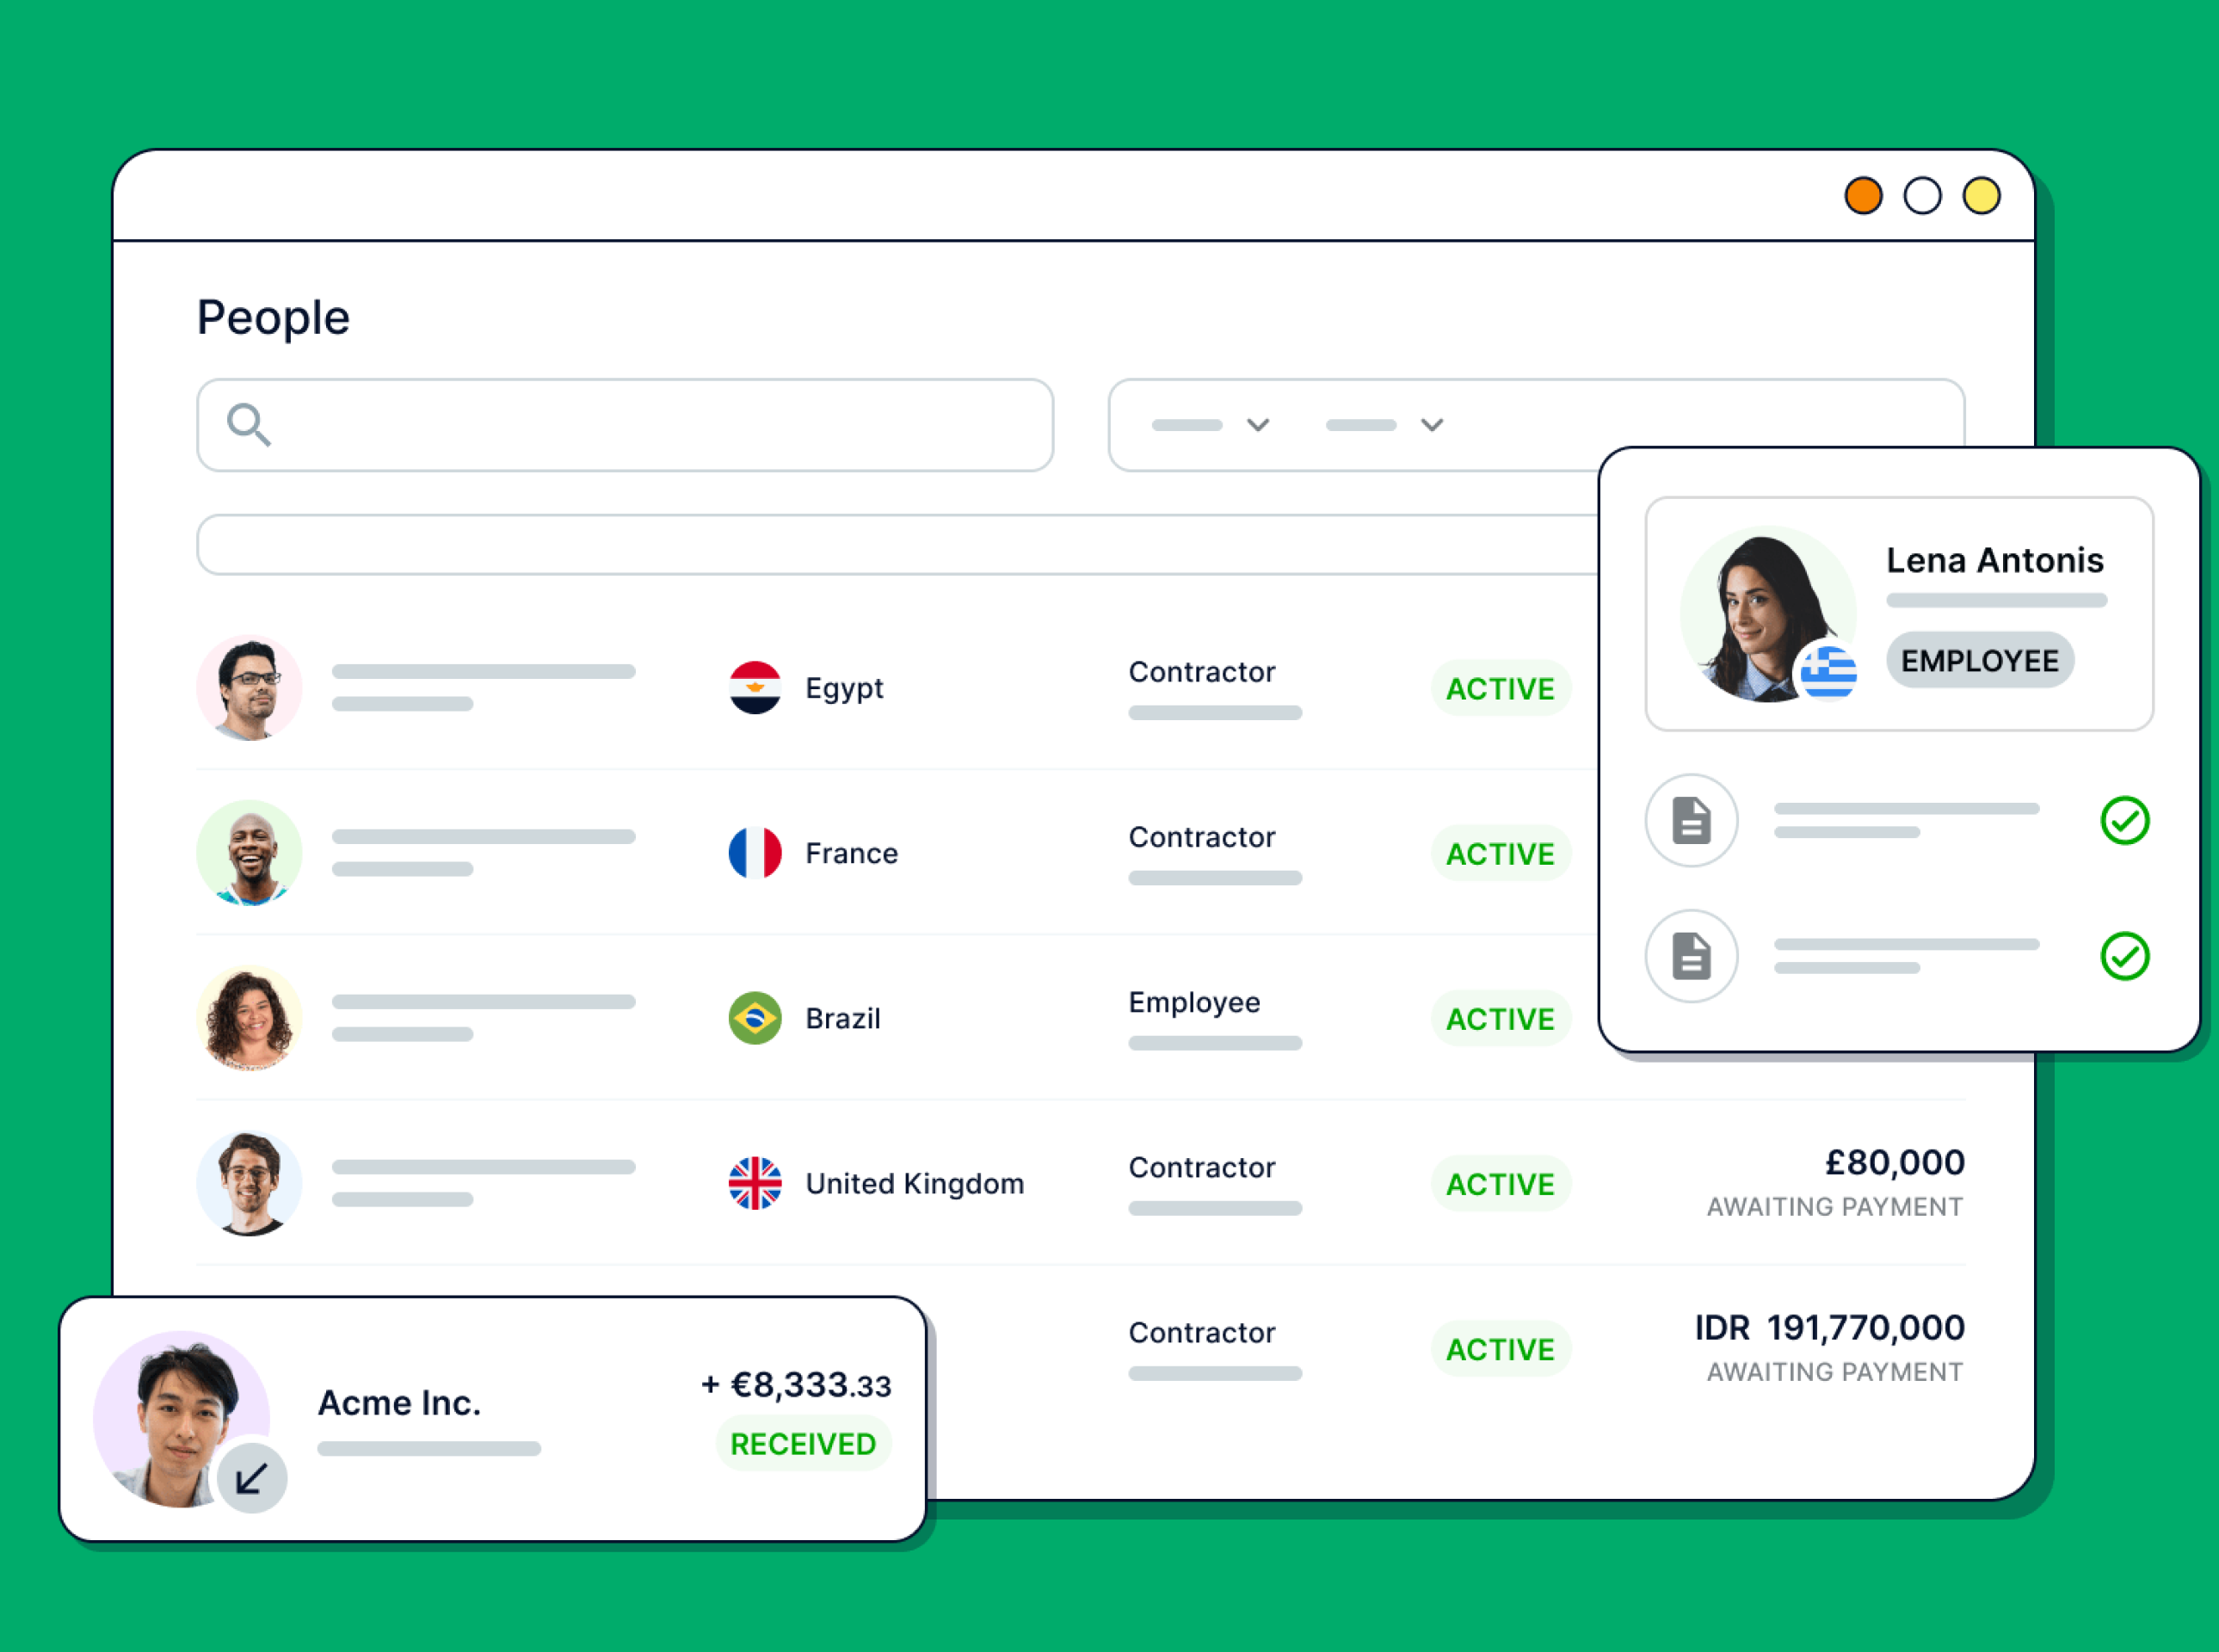 People
Lena Antonis
EMPLOYEE
Egypt
Contractor
ACTIVE
France
Contractor
ACTIVE
Brazil
Employee
ACTIVE
United Kingdom
Contractor
ACTIVE
£80,000
AWAITING PAYMENT
Contractor
ACTIVE
IDR 191,770,000
AWAITING PAYMENT
Acme Inc.
+ €8,333.33
RECEIVED